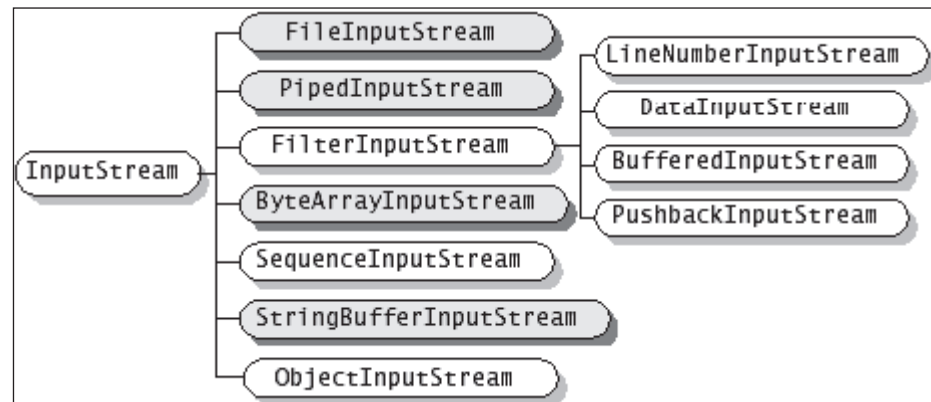 InputStream
FileInputStream
PipedInputStream
FilterInputStream
ByteArrayInputStream
SequenceInputStream
StringBufferInputStream
ObjectInputStream
LineNumberInputStream
DataInputStream
BufferedInputStream
PushbackInputStream